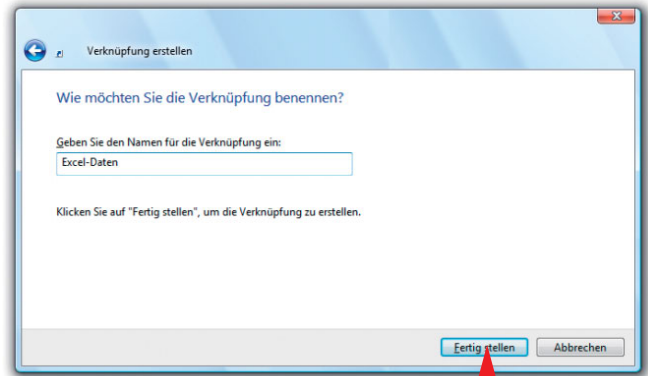 Verknüpfung erstellen
Wie möchten Sie die Verknüpfung benennen?
Geben Sie den Namen für die Verknüpfung ein:
Excel-Daten
Klicken Sie auf "Fertig stellen", um die Verknüpfung zu erstellen.
Fertig stellen Abbrechen